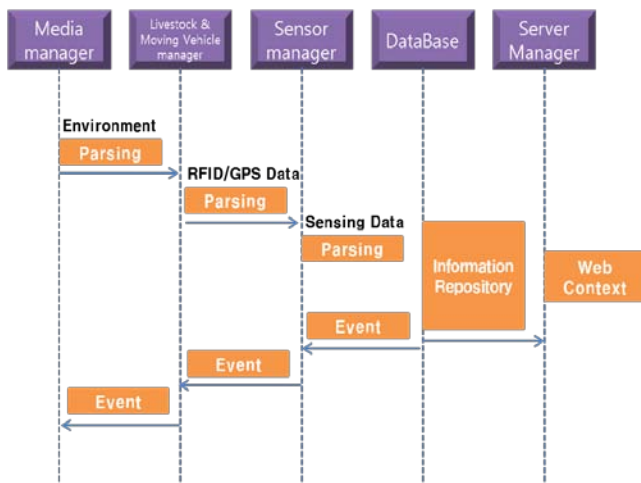 Media
manager
Livestock &
Moving Vehicle
manager
Sensor
manager
DataBase
Server
Manager
Environment
Parsing
RFID/GPS Data
Parsing
Sensing Data
Parsing
Information
Repository
Web
Context
Event
Event
Event